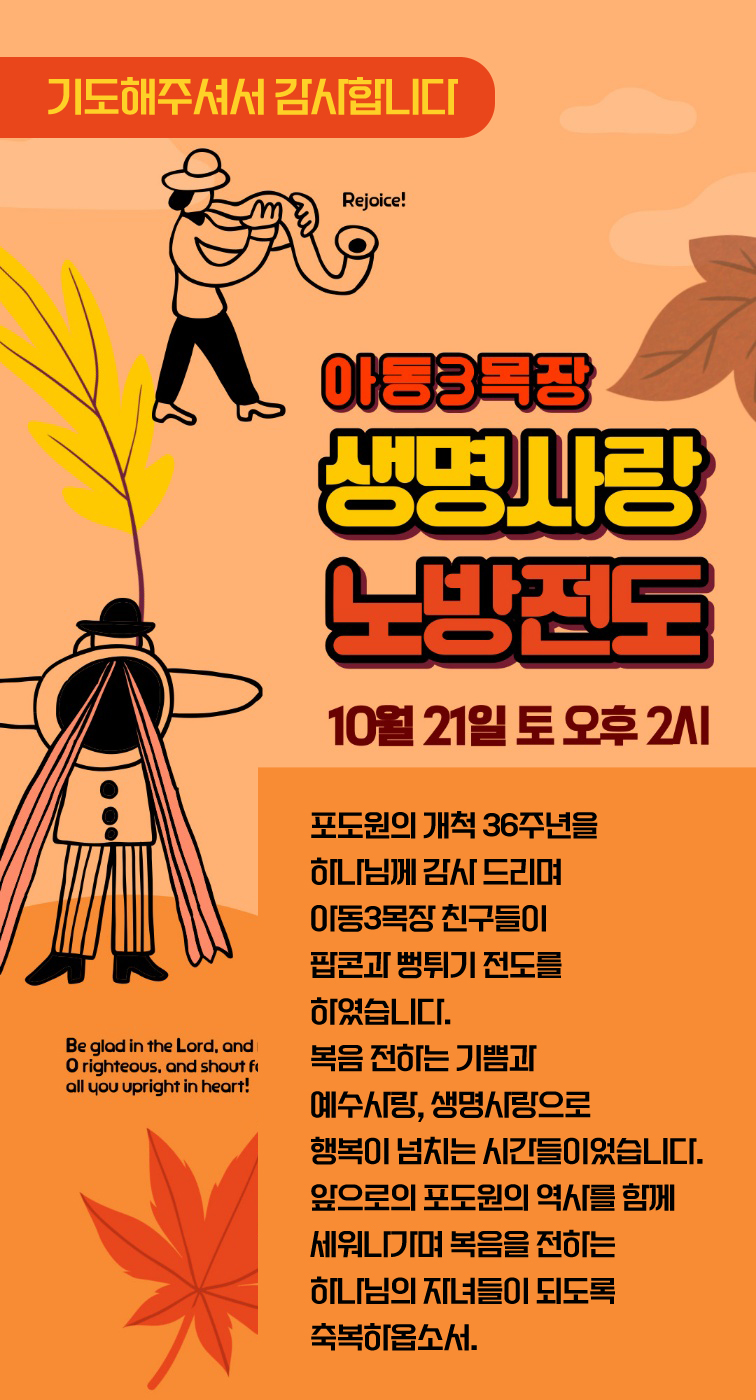 기도해주셔서 감사합니다
Rejoice!
아동3목장
생명사랑
노방전도
10월 21일 토 오후 2시
포도원의 개척 36주년을
하나님께 감사 드리며
아동3목장 친구들이
팝콘과 뻥튀기 전도를
하였습니다.
복음 전하는 기쁨과
예수사랑, 생명사랑으로
행복이 넘치는 시간들이었습니다.
앞으로의 포도원의 역사를 함께
세워나가며 복음을 전하는
하나님의 자녀들이 되도록
축복하옵소서.
Be glad in the Lord, and
O righteous, and shout
all you upright in heart!